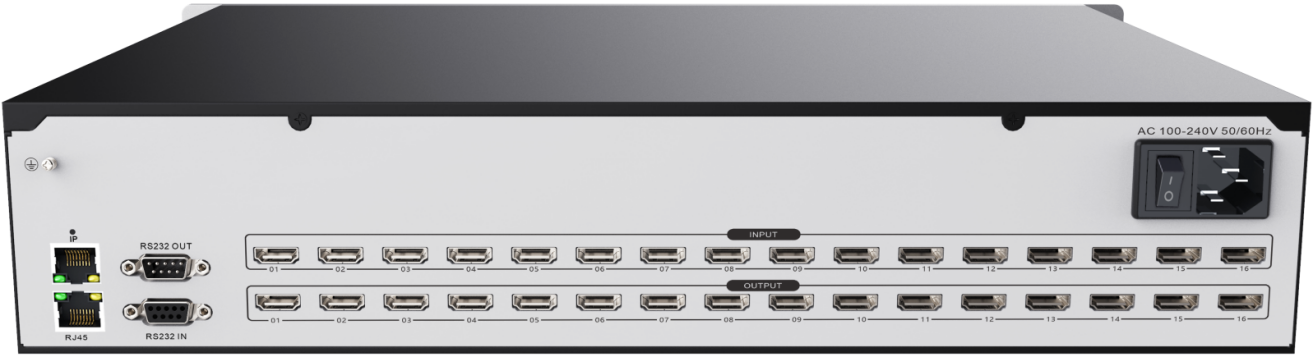 AC 100-240V 50/60Hz
IP
RS232 OUT
INPUT
01 02 03 04 05 06 07 08 09 10 11 12 13 14 15 16
OUTPUT
01 02 03 04 05 06 07 08 09 10 11 12 13 14 15 16
RJ45
RS232 IN